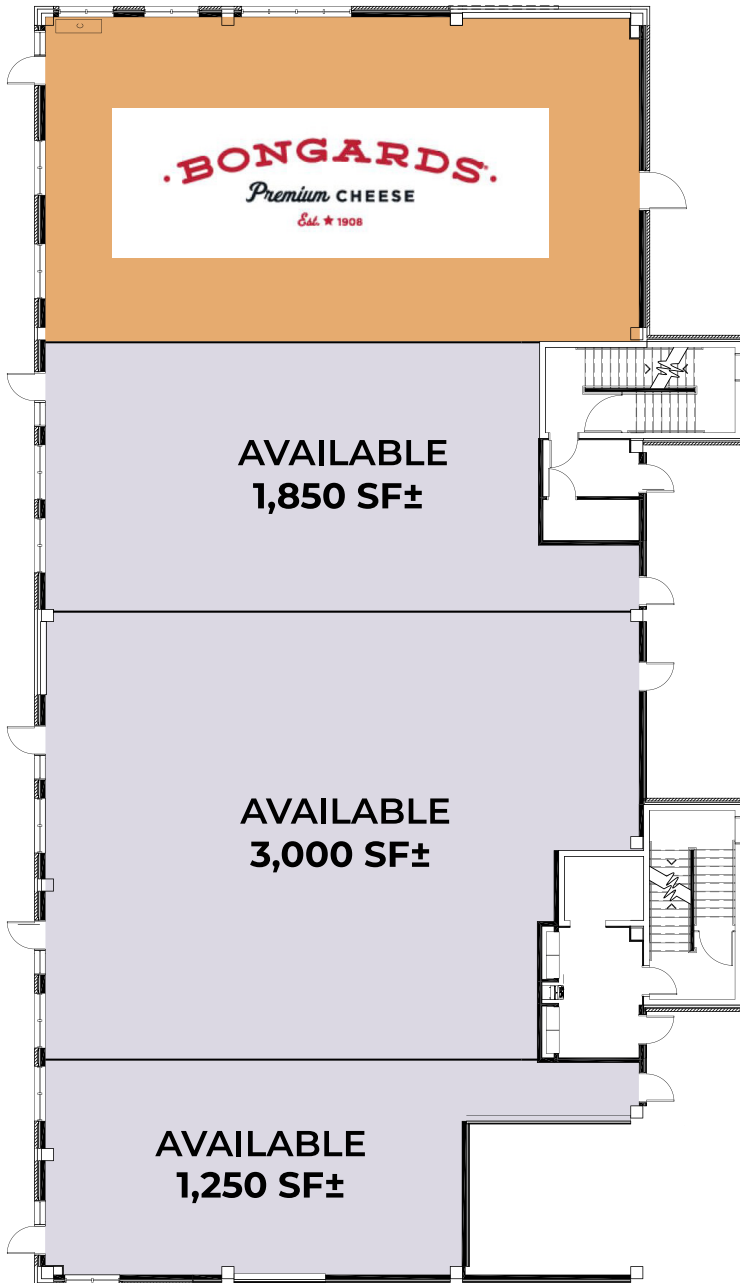 BONGARDS
Premium CHEESE
Est. ★ 1908
AVAILABLE
1,850 SF±
AVAILABLE
3,000 SF±
AVAILABLE
1,250 SF±